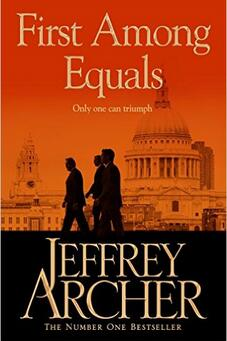 First Among
Equals
Only one can triumph
JEFFREY
ARCHER
THE NUMBER ONE BESTSELLER